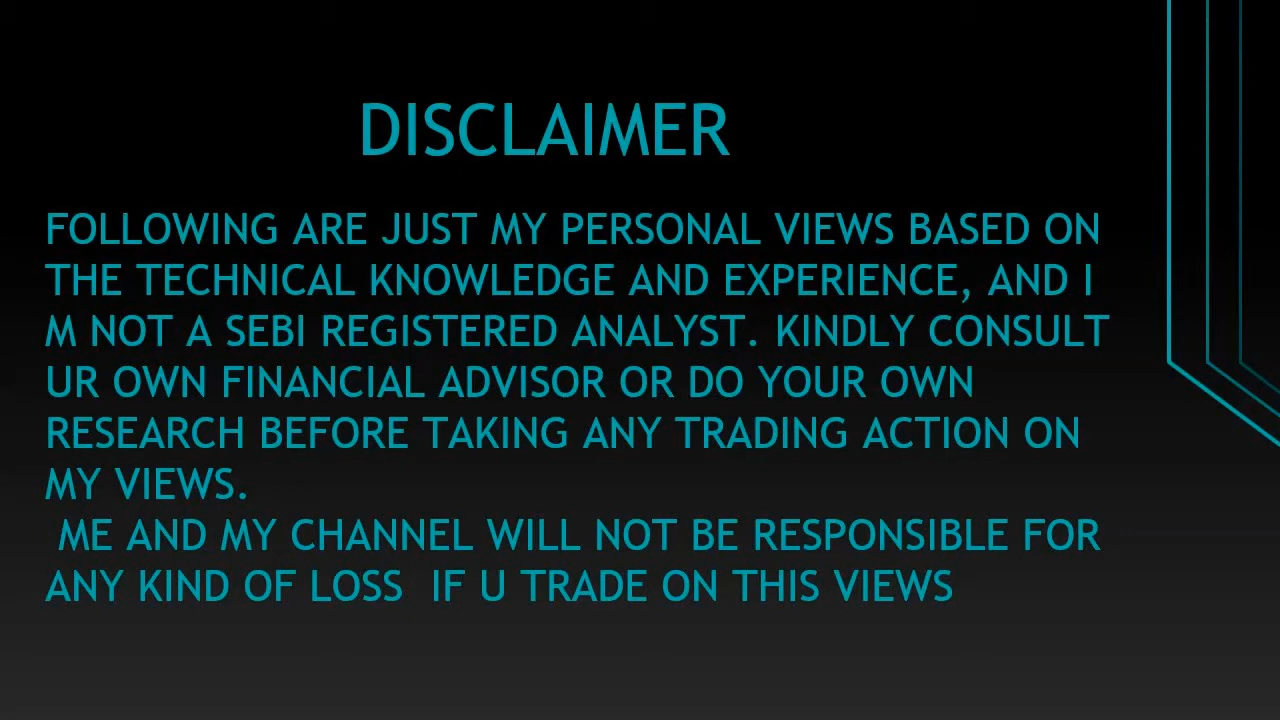 DISCLAIMER
FOLLOWING ARE JUST MY PERSONAL VIEWS BASED ON
THE TECHNICAL KNOWLEDGE AND EXPERIENCE, AND I
M NOT A SEBI REGISTERED ANALYST. KINDLY CONSULT
UR OWN FINANCIAL ADVISOR OR DO YOUR OWN
RESEARCH BEFORE TAKING ANY TRADING ACTION ON
MY VIEWS.
ME AND MY CHANNEL WILL NOT BE RESPONSIBLE FOR
ANY KIND OF LOSS  IF U TRADE ON THIS VIEWS